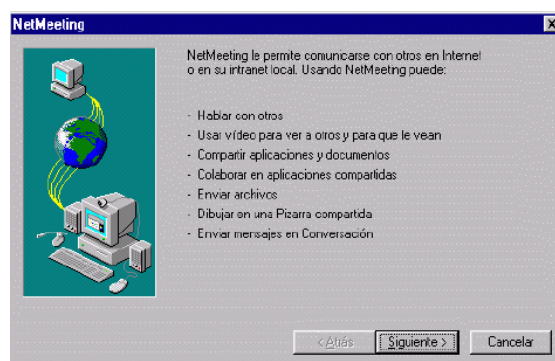 NetMeeting
NetMeeting le permite comunicarse con otros en Internet
o en su intranet local. Usando NetMeeting puede:
- Hablar con otros
- Usar vídeo para ver a otros y para que le vean
- Compartir aplicaciones y documentos
- Colaborar en aplicaciones compartidas
- Enviar archivos
- Dibujar en una Pizarra compartida
- Enviar mensajes en Conversación
< Atrás
Siguiente >
Cancelar